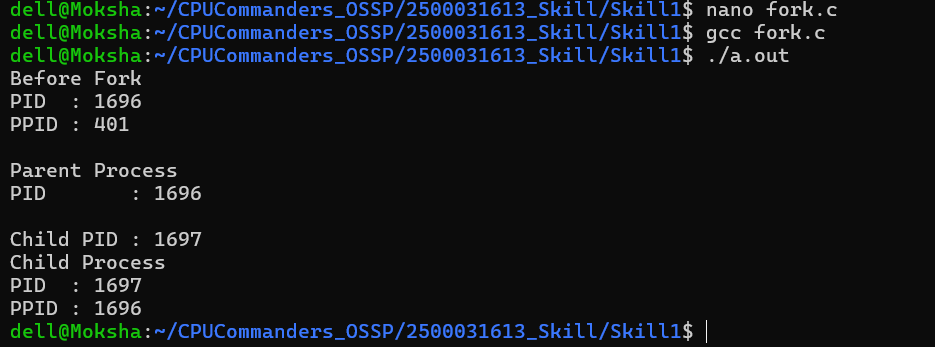 dell@Moksha:~/CPUCommanders_OSSP/2500031613_Skill/Skill1$ nano fork.c
dell@Moksha:~/CPUCommanders_OSSP/2500031613_Skill/Skill1$ gcc fork.c
dell@Moksha:~/CPUCommanders_OSSP/2500031613_Skill/Skill1$ ./a.out
Before Fork
PID  : 1696
PPID : 401

Parent Process
PID       : 1696

Child PID : 1697
Child Process
PID  : 1697
PPID : 1696
dell@Moksha:~/CPUCommanders_OSSP/2500031613_Skill/Skill1$